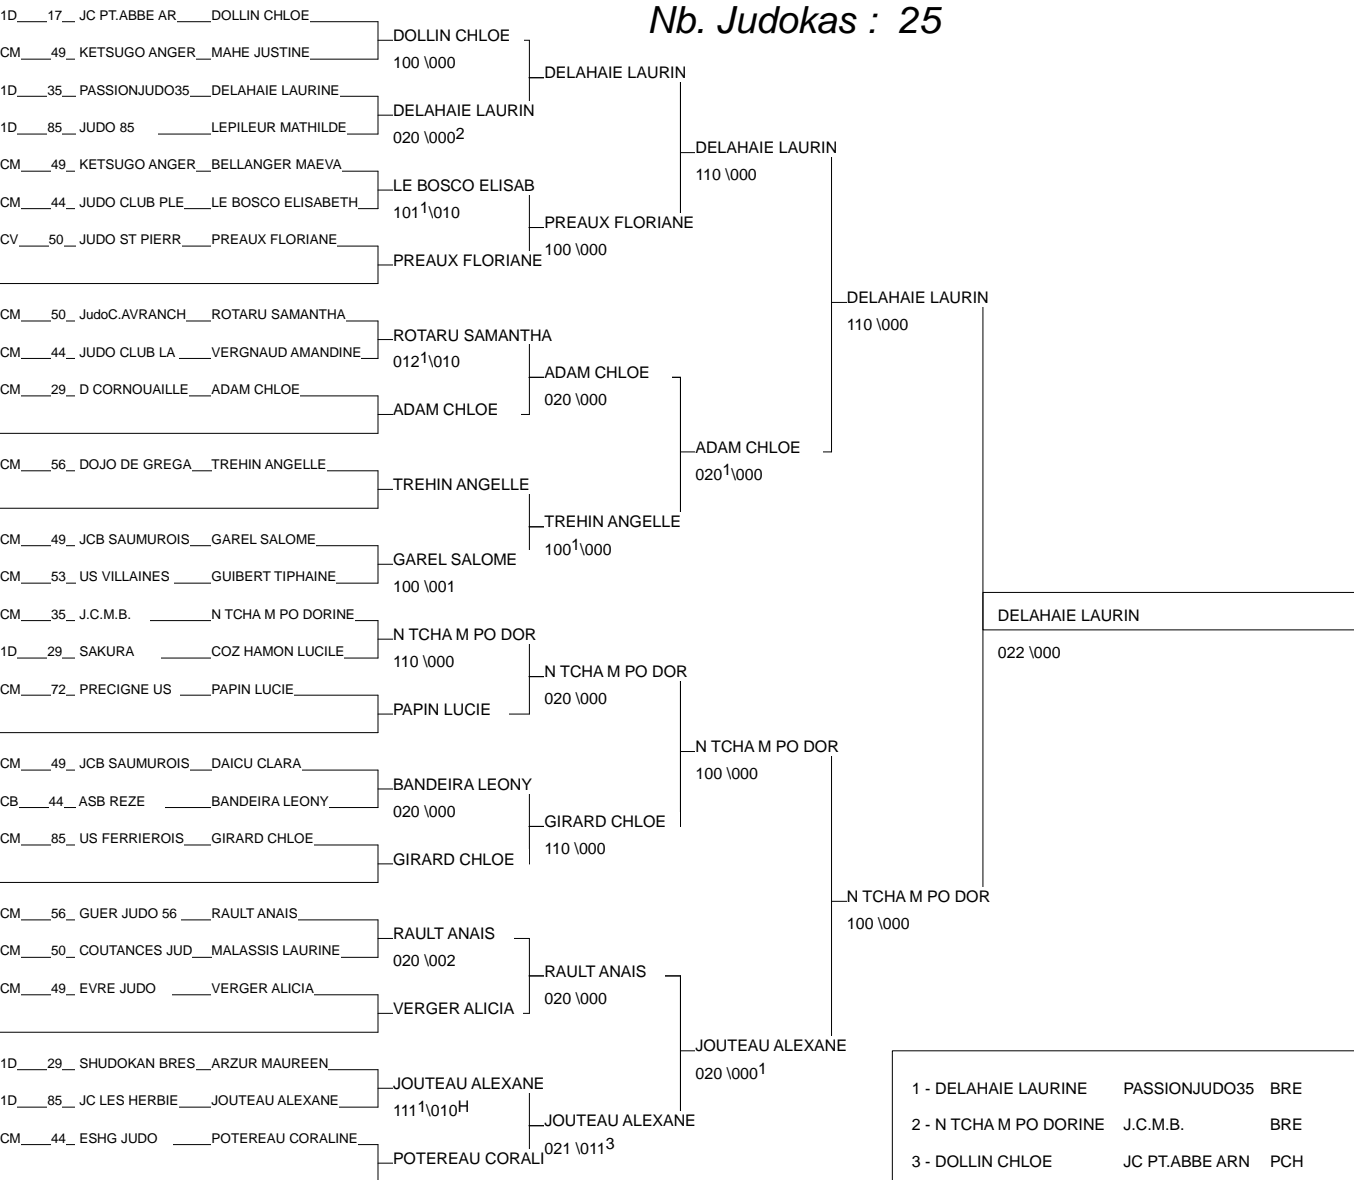 Nb. Judokas : 25
1D 17 JC PT.ABBE AR DOLLIN CHLOE
CM 49 KETSUGO ANGER MAHE JUSTINE
1D 35 PASSIONJUDO35 DELAHAIE LAURINE
1D 85 JUDO 85 LEPILEUR MATHILDE
CM 49 KETSUGO ANGER BELLANGER MAEVA
CM 44 JUDO CLUB PLE LE BOSCO ELISABETH
CV 50 JUDO ST PIERR PREAUX FLORIANE
CM 50 JudoC.AVRANCH ROTARU SAMANTHA
CM 44 JUDO CLUB LA VERGNAUD AMANDINE
CM 29 D CORNOUAILLE ADAM CHLOE
CM 56 DOJO DE GREGA TREHIN ANGELLE
CM 49 JCB SAUMUROIS GAREL SALOME
CM 53 US VILLAINES GUIBERT TIPHAINE
CM 35 J.C.M.B. N TCHA M PO DORINE
1D 29 SAKURA COZ HAMON LUCILE
CM 72 PRECIGNE US PAPIN LUCIE
CM 49 JCB SAUMUROIS DAICU CLARA
CB 44 ASB REZE BANDEIRA LEONY
CM 85 US FERRIEROIS GIRARD CHLOE
CM 56 GUER JUDO 56 RAULT ANAIS
CM 50 COUTANCES JUD MALASSIS LAURINE
CM 49 EVRE JUDO VERGER ALICIA
1D 29 SHUDOKAN BRES ARZUR MAUREEN
1D 85 JC LES HERBIE JOUTEAU ALEXANE
CM 44 ESHG JUDO POTEREAU CORALINE
DOLLIN CHLOE
100 \000
DELAHAIE LAURIN
020 \000²
LE BOSCO ELISAB
101¹\010
PREAUX FLORIANE
ROTARU SAMANTHA
012¹\010
ADAM CHLOE
TREHIN ANGELLE
GAREL SALOME
100 \001
N TCHA M PO DOR
110 \000
PAPIN LUCIE
BANDEIRA LEONY
020 \000
GIRARD CHLOE
RAULT ANAIS
020 \002
VERGER ALICIA
JOUTEAU ALEXANE
111¹\010ᴴ
POTEREAU CORALI
DELAHAIE LAURIN
PREAUX FLORIANE
100 \000
ADAM CHLOE
020 \000
TREHIN ANGELLE
100¹\000
N TCHA M PO DOR
020 \000
GIRARD CHLOE
110 \000
RAULT ANAIS
020 \000
JOUTEAU ALEXANE
021 \011³
DELAHAIE LAURIN
110 \000
ADAM CHLOE
020¹\000
N TCHA M PO DOR
100 \000
JOUTEAU ALEXANE
020 \000¹
DELAHAIE LAURIN
110 \000
N TCHA M PO DOR
100 \000
DELAHAIE LAURIN
022 \000
1 - DELAHAIE LAURINE PASSIONJUDO35 BRE
2 - N TCHA M PO DORINE J.C.M.B. BRE
3 - DOLLIN CHLOE JC PT.ABBE ARN PCH